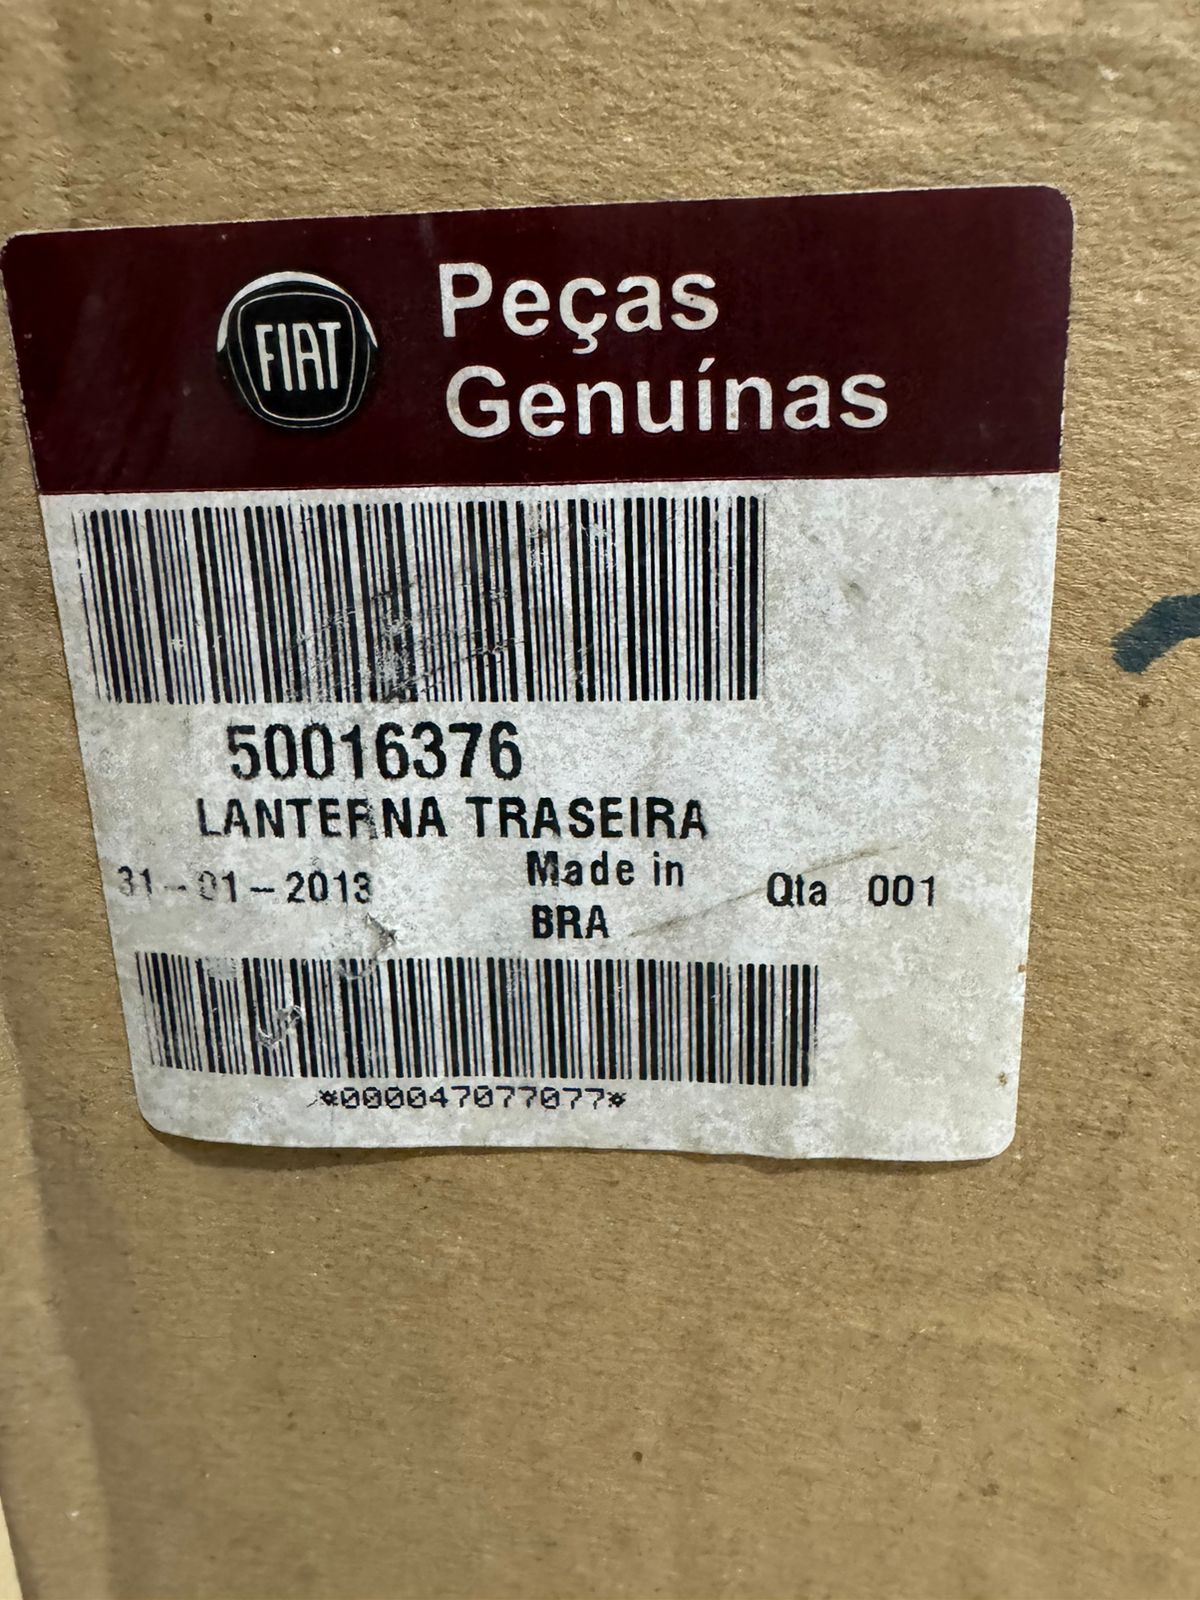 FIAT
Peças
Genuínas
50016376
LANTERNA TRASEIRA
31-01-2013
Made in
BRA
Qta 001
*000047077077*